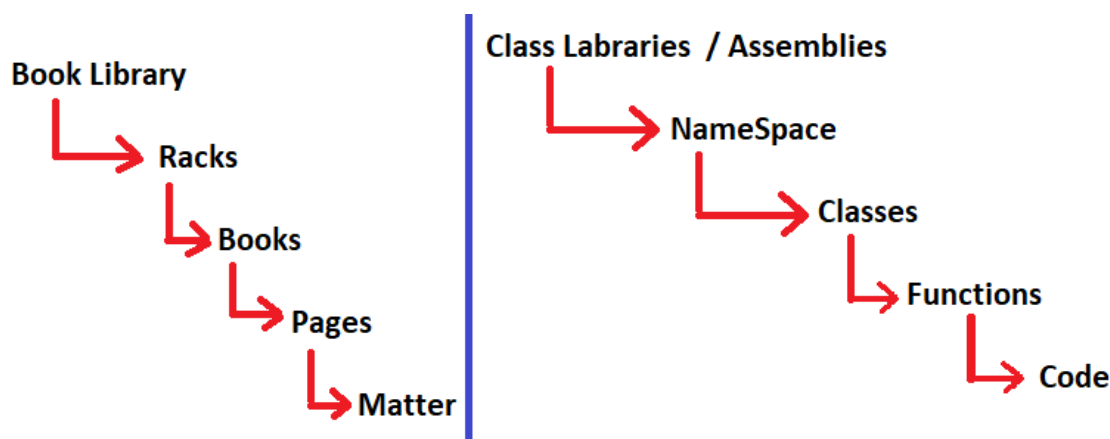 Book Library
Racks
Books
Pages
Matter
Class Labraries / Assemblies
NameSpace
Classes
Functions
Code